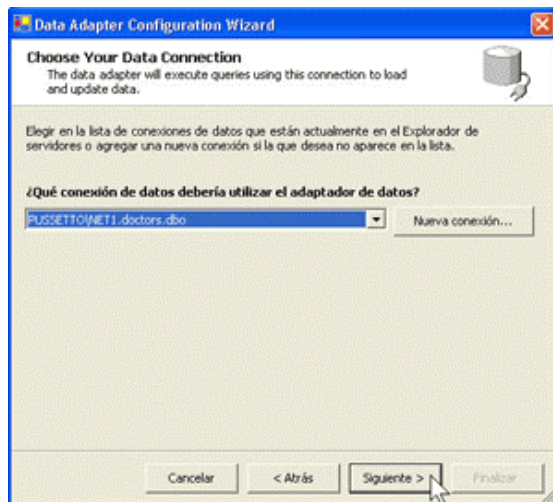 Data Adapter Configuration Wizard
Choose Your Data Connection
The data adapter will execute queries using this connection to load
and update data.
Elegir en la lista de conexiones de datos que están actualmente en el Explorador de
servidores o agregar una nueva conexión si la que desea no aparece en la lista.
¿Qué conexión de datos debería utilizar el adaptador de datos?
PUSSETTO\NET1.doctors.dbo
Nueva conexión...
Cancelar
< Atrás
Siguiente >
Finalizar